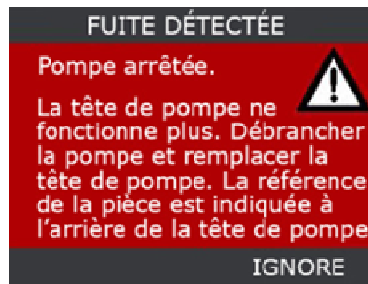 FUITE DÉTECTÉE
Pompe arrêtée.
La tête de pompe ne
fonctionne plus. Débrancher
la pompe et remplacer la
tête de pompe. La référence
de la pièce est indiquée à
l'arrière de la tête de pompe
IGNORE